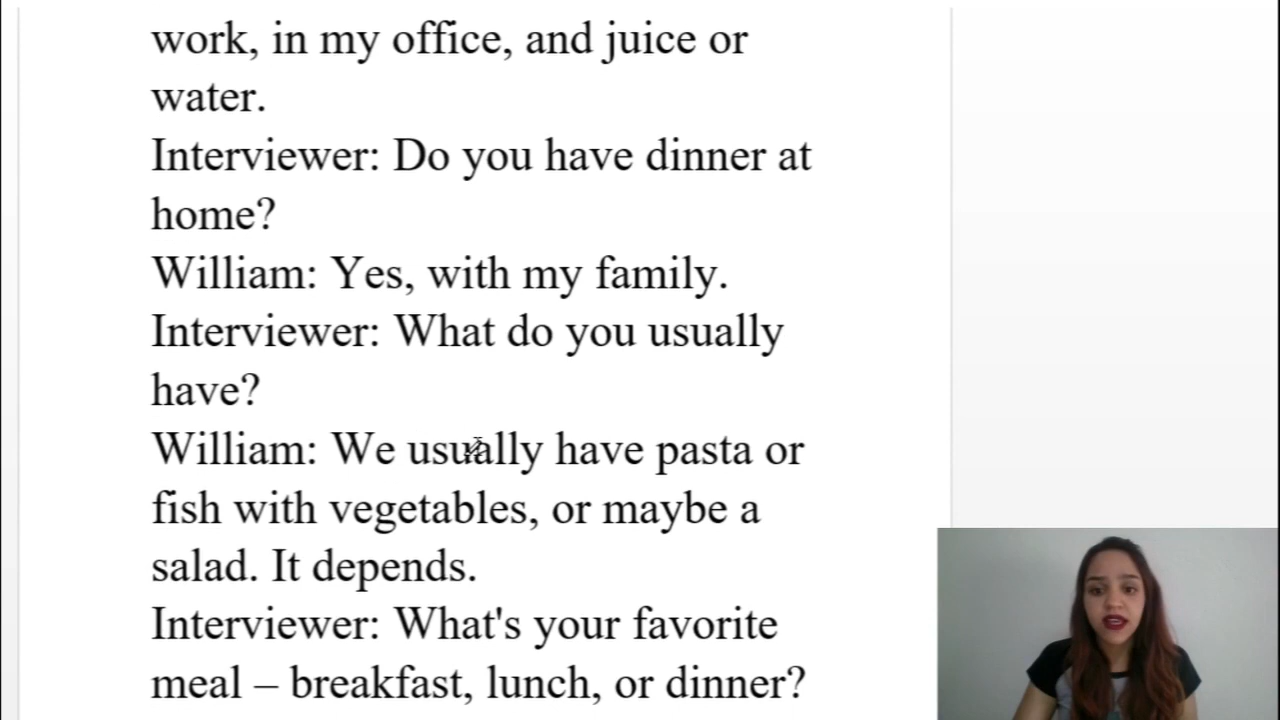 work, in my office, and juice or
water.
Interviewer: Do you have dinner at
home?
William: Yes, with my family.
Interviewer: What do you usually
have?
William: We usually have pasta or
fish with vegetables, or maybe a
salad. It depends.
Interviewer: What's your favorite
meal – breakfast, lunch, or dinner?